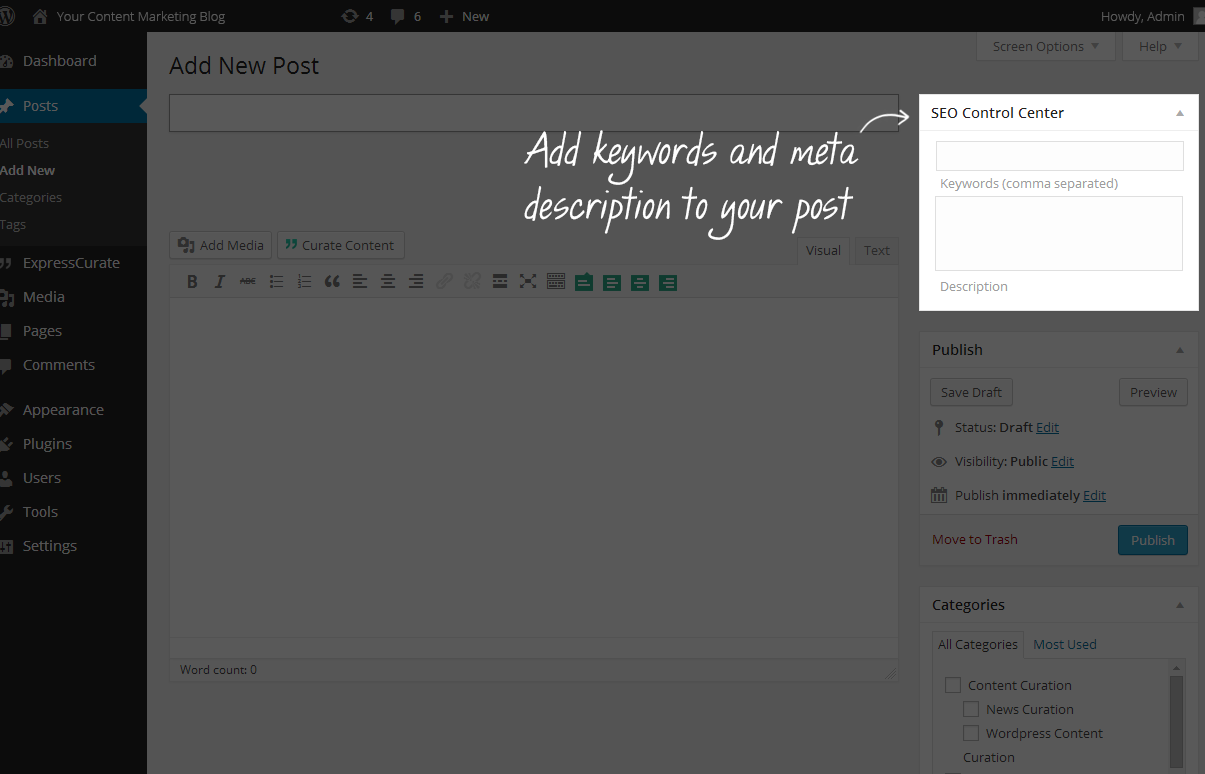 Your Content Marketing Blog 4 6 New Howdy, Admin
Screen Options Help
Dashboard
Posts
All Posts
Add New
Categories
Tags
ExpressCurate
Media
Pages
Comments
Appearance
Plugins
Users
Tools
Settings
Add New Post
Add keywords and meta
description to your post
Add Media Curate Content
Visual Text
B I ABC
Word count: 0
SEO Control Center
Keywords (comma separated)
Description
Publish
Save Draft Preview
Status: Draft Edit
Visibility: Public Edit
Publish immediately Edit
Move to Trash Publish
Categories
All Categories Most Used
Content Curation
News Curation
Wordpress Content
Curation